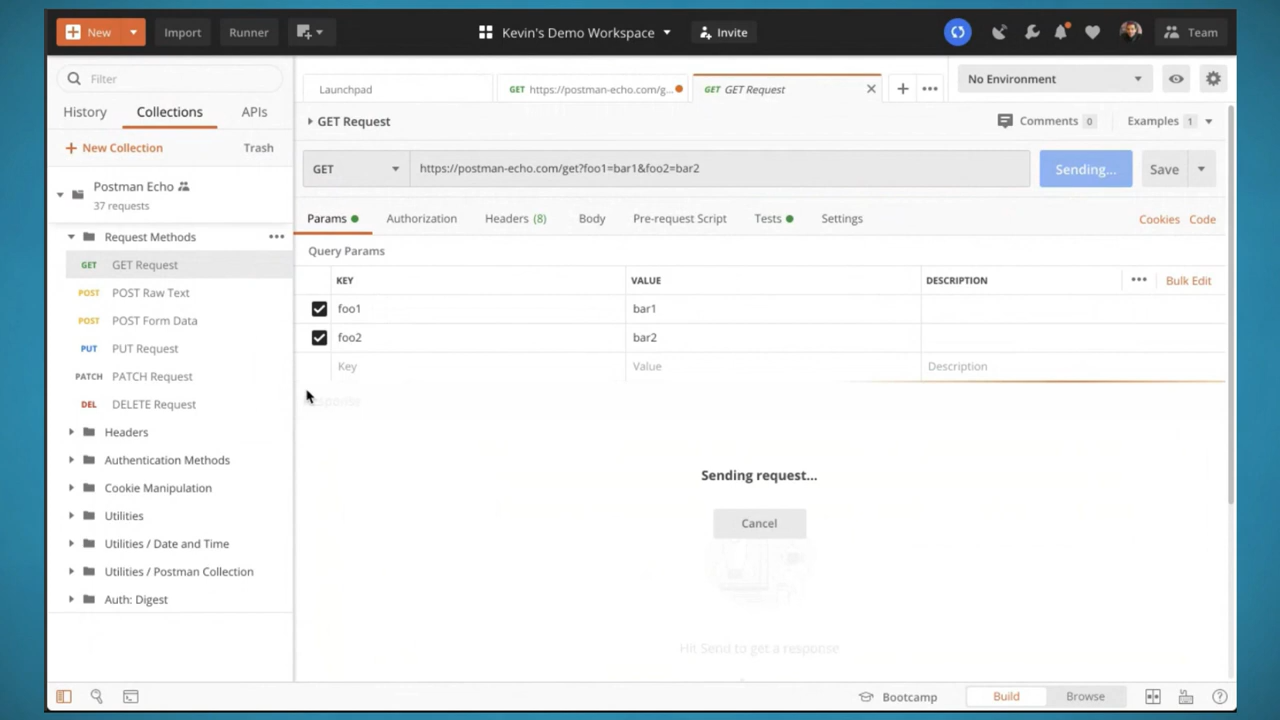 New
Import
Runner
Kevin's Demo Workspace
Invite
Team
Filter
History
Collections
APIs
New Collection
Trash
Postman Echo
37 requests
Request Methods
GET GET Request
POST POST Raw Text
POST POST Form Data
PUT PUT Request
PATCH PATCH Request
DEL DELETE Request
Headers
Authentication Methods
Cookie Manipulation
Utilities
Utilities / Date and Time
Utilities / Postman Collection
Auth: Digest
Launchpad
GET https://postman-echo.com/g...
GET GET Request
No Environment
GET Request
Comments 0
Examples 1
GET
https://postman-echo.com/get?foo1=bar1&foo2=bar2
Sending...
Save
Params
Authorization
Headers (8)
Body
Pre-request Script
Tests
Settings
Cookies
Code
Query Params
KEY VALUE DESCRIPTION
Bulk Edit
foo1 bar1
foo2 bar2
Key Value Description
Response
Sending request...
Cancel
Hit Send to get a response
Bootcamp
Build
Browse